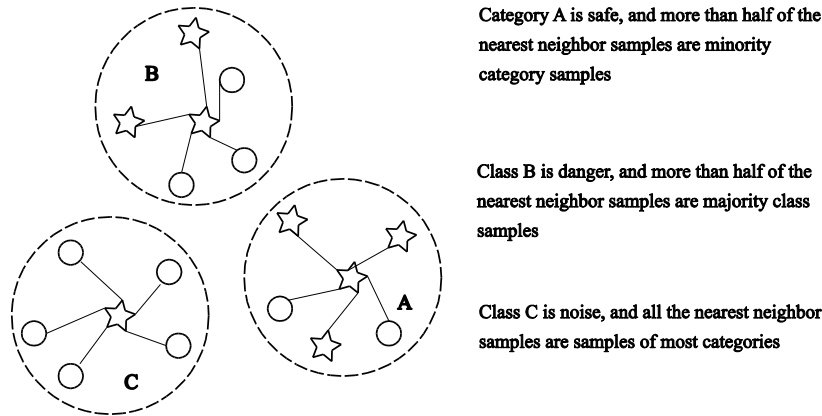 B
A
C
Category A is safe, and more than half of the
nearest neighbor samples are minority
category samples
Class B is danger, and more than half of the
nearest neighbor samples are majority class
samples
Class C is noise, and all the nearest neighbor
samples are samples of most categories